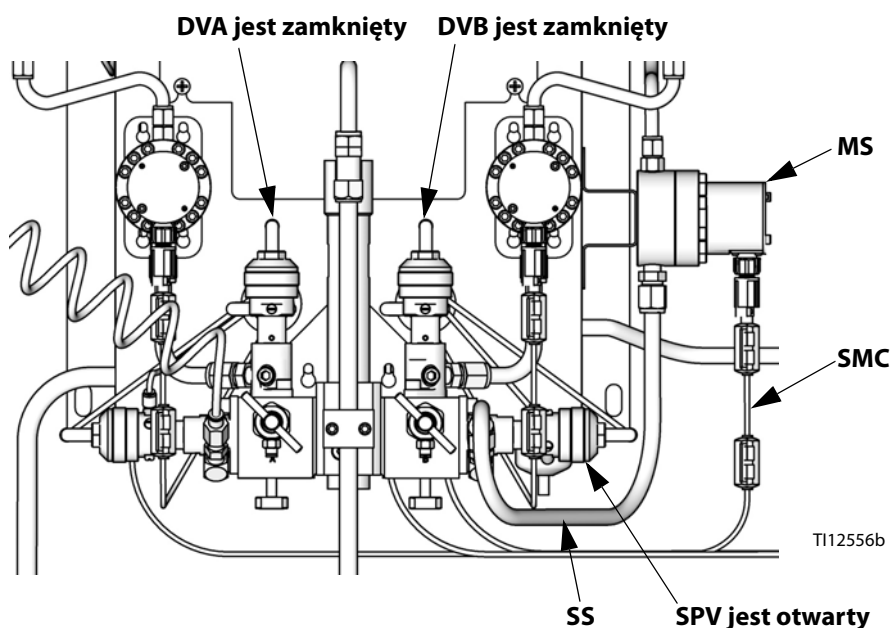 DVA jest zamknięty
DVB jest zamknięty
MS
SMC
A
B
TI12556b
SS
SPV jest otwarty